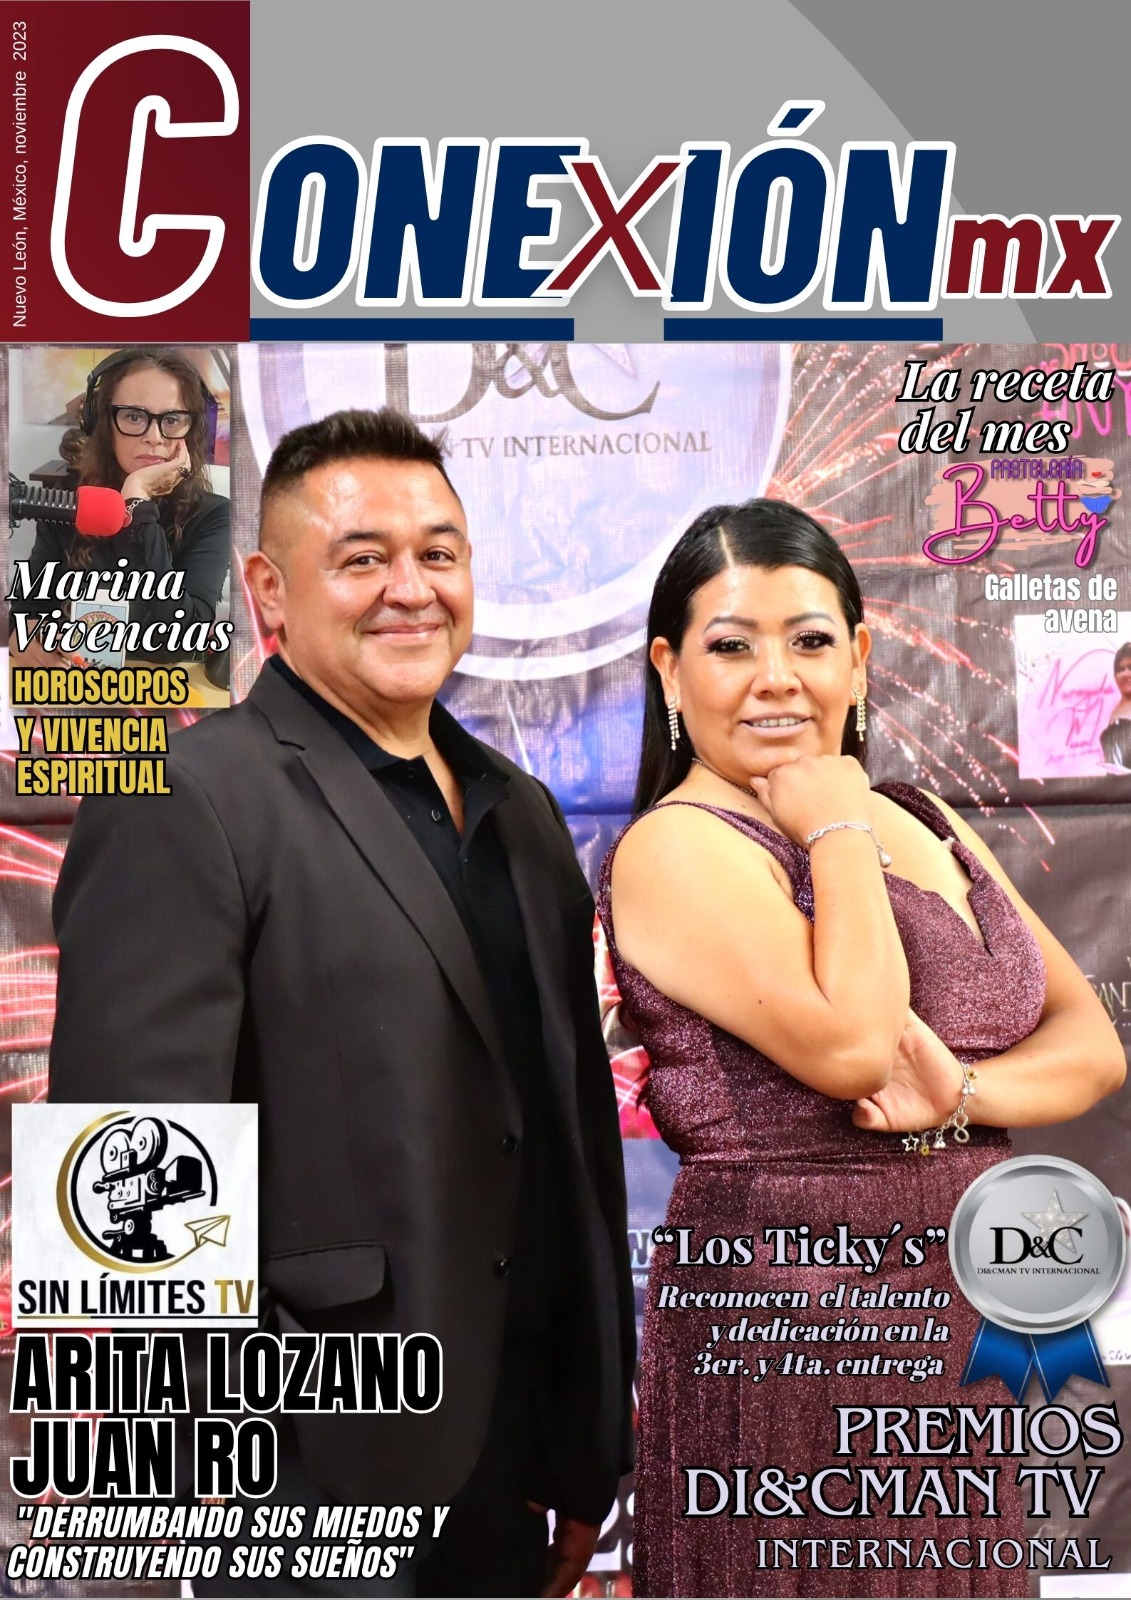 Nuevo León, México, noviembre 2023
CONEXIÓN mx
D&C
N TV INTERNACIONAL
La receta
del mes
PASTELERÍA
Betty
Galletas de
avena
Marina
Vivencias
HOROSCOPOS
Y VIVENCIA
ESPIRITUAL
SIN LÍMITES TV
ARITA LOZANO
JUAN RO
"DERRUMBANDO SUS MIEDOS Y
CONSTRUYENDO SUS SUEÑOS"
“Los Ticky´s”
Reconocen el talento
y dedicación en la
3er. y 4ta. entrega
D&C
DI&CMAN TV INTERNACIONAL
PREMIOS
DI&CMAN TV
INTERNACIONAL